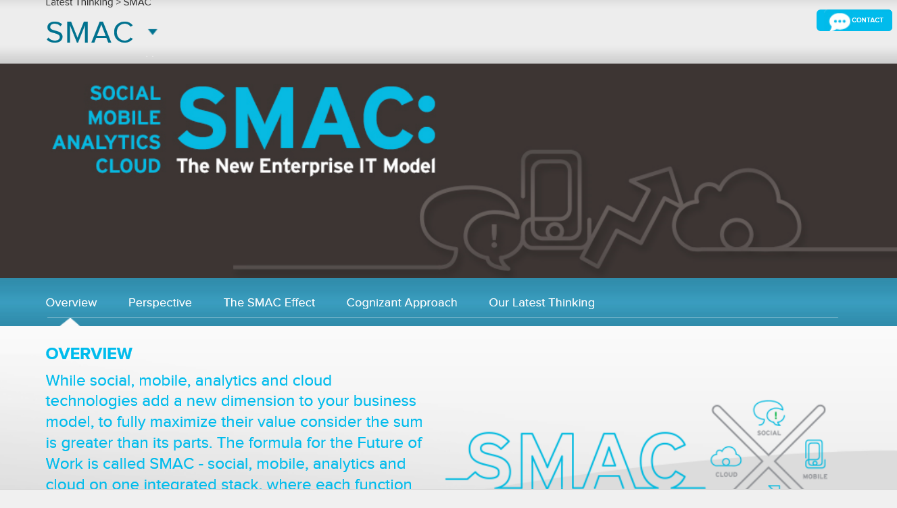 Latest Thinking > SMAC
SMAC
CONTACT
SOCIAL
MOBILE
ANALYTICS
CLOUD
SMAC:
The New Enterprise IT Model
Overview
Perspective
The SMAC Effect
Cognizant Approach
Our Latest Thinking
OVERVIEW
While social, mobile, analytics and cloud
technologies add a new dimension to your business
model, to fully maximize their value consider the sum
is greater than its parts. The formula for the Future of
Work is called SMAC - social, mobile, analytics and
cloud on one integrated stack, where each function
SMAC
SOCIAL
CLOUD
MOBILE